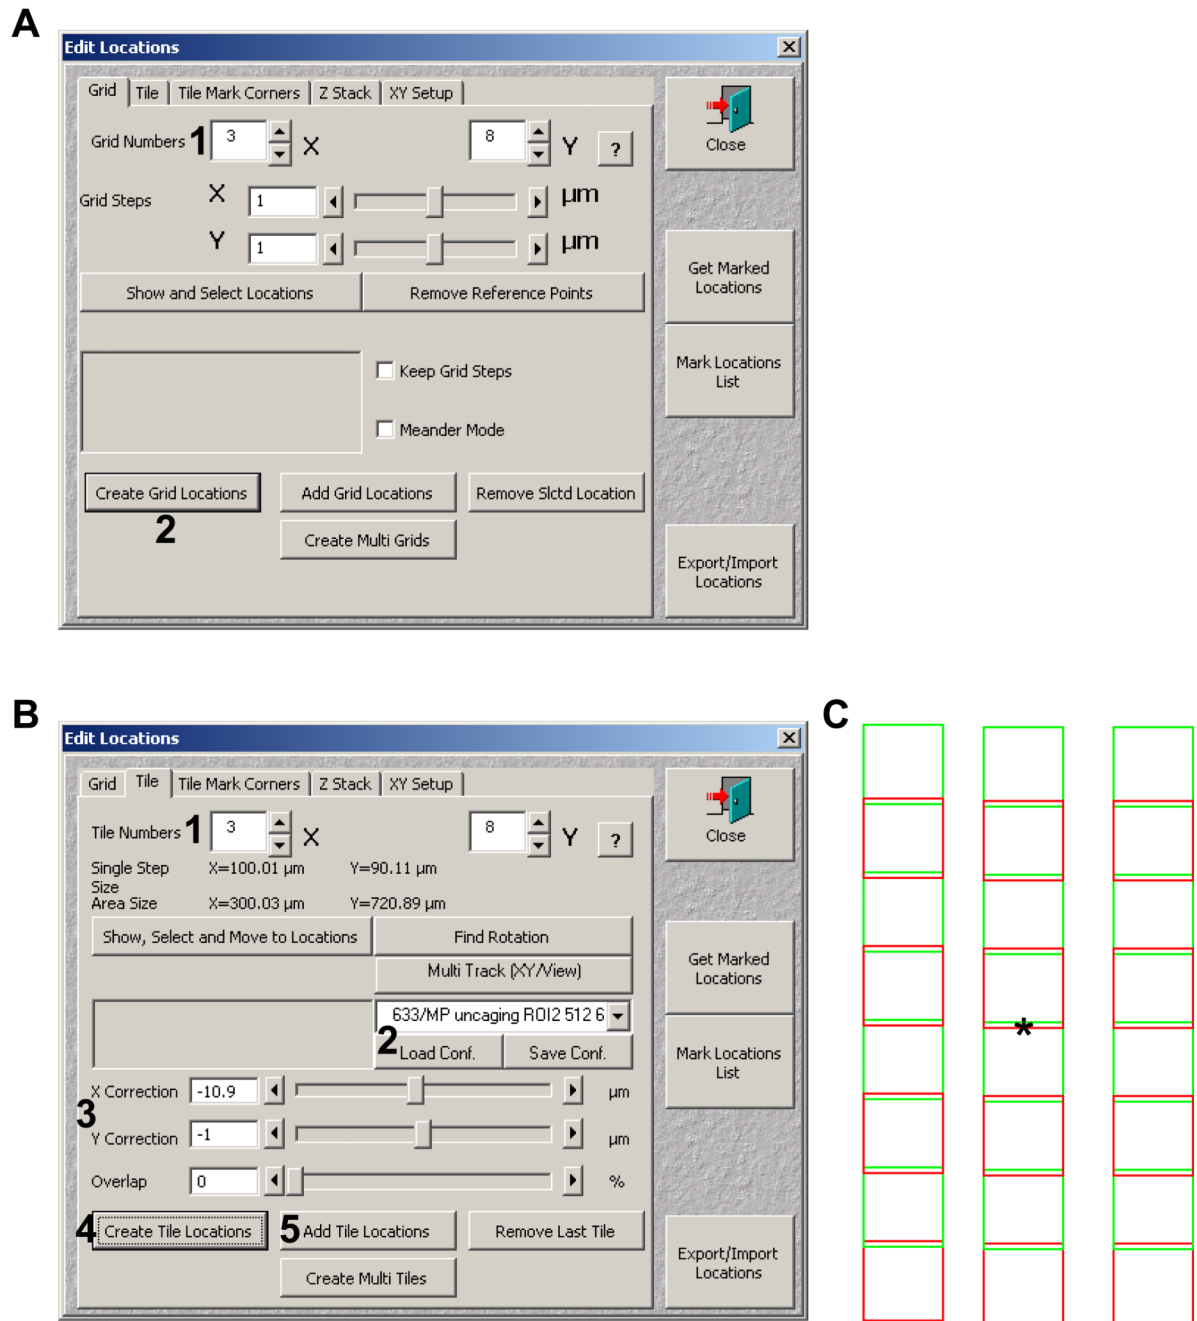 A
Edit Locations
Grid Tile Tile Mark Corners Z Stack XY Setup
Close
Grid Numbers 1 3 X 8 Y ?
Grid Steps X 1 µm
Y 1 µm
Show and Select Locations Remove Reference Points
Get Marked
Locations
Keep Grid Steps
Mark Locations
List
Meander Mode
Create Grid Locations Add Grid Locations Remove Slctd Location
2
Create Multi Grids
Export/Import
Locations
B
Edit Locations
Grid Tile Tile Mark Corners Z Stack XY Setup
Close
Tile Numbers 1 3 X 8 Y ?
Single Step X=100.01 µm Y=90.11 µm
Size
Area Size X=300.03 µm Y=720.89 µm
Show, Select and Move to Locations Find Rotation
Multi Track (XY/View)
Get Marked
Locations
633/MP uncaging ROI2 512 6
2 Load Conf. Save Conf.
Mark Locations
List
X Correction -10.9 µm
3
Y Correction -1 µm
Overlap 0 %
4 Create Tile Locations 5 Add Tile Locations Remove Last Tile
Create Multi Tiles
Export/Import
Locations
C
*